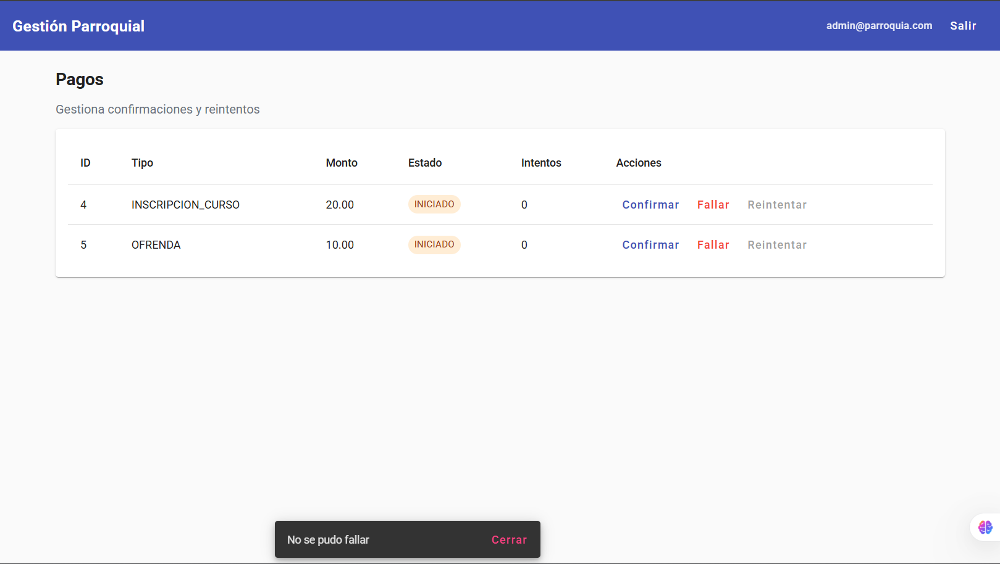 Gestión Parroquial
admin@parroquia.com Salir
Pagos
Gestiona confirmaciones y reintentos
ID Tipo Monto Estado Intentos Acciones
4 INSCRIPCION_CURSO 20.00 INICIADO 0 Confirmar Fallar Reintentar
5 OFRENDA 10.00 INICIADO 0 Confirmar Fallar Reintentar
No se pudo fallar Cerrar